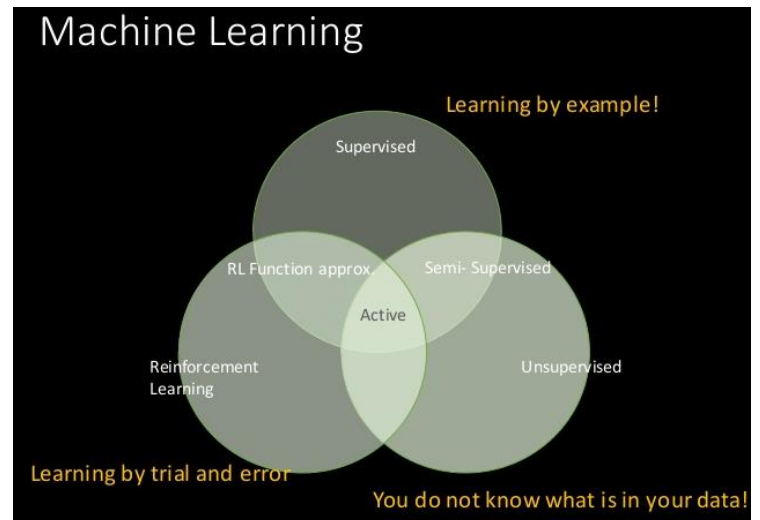 Machine Learning
Learning by example!
Supervised
RL Function approx.
Semi- Supervised
Active
Reinforcement
Learning
Unsupervised
Learning by trial and error
You do not know what is in your data!